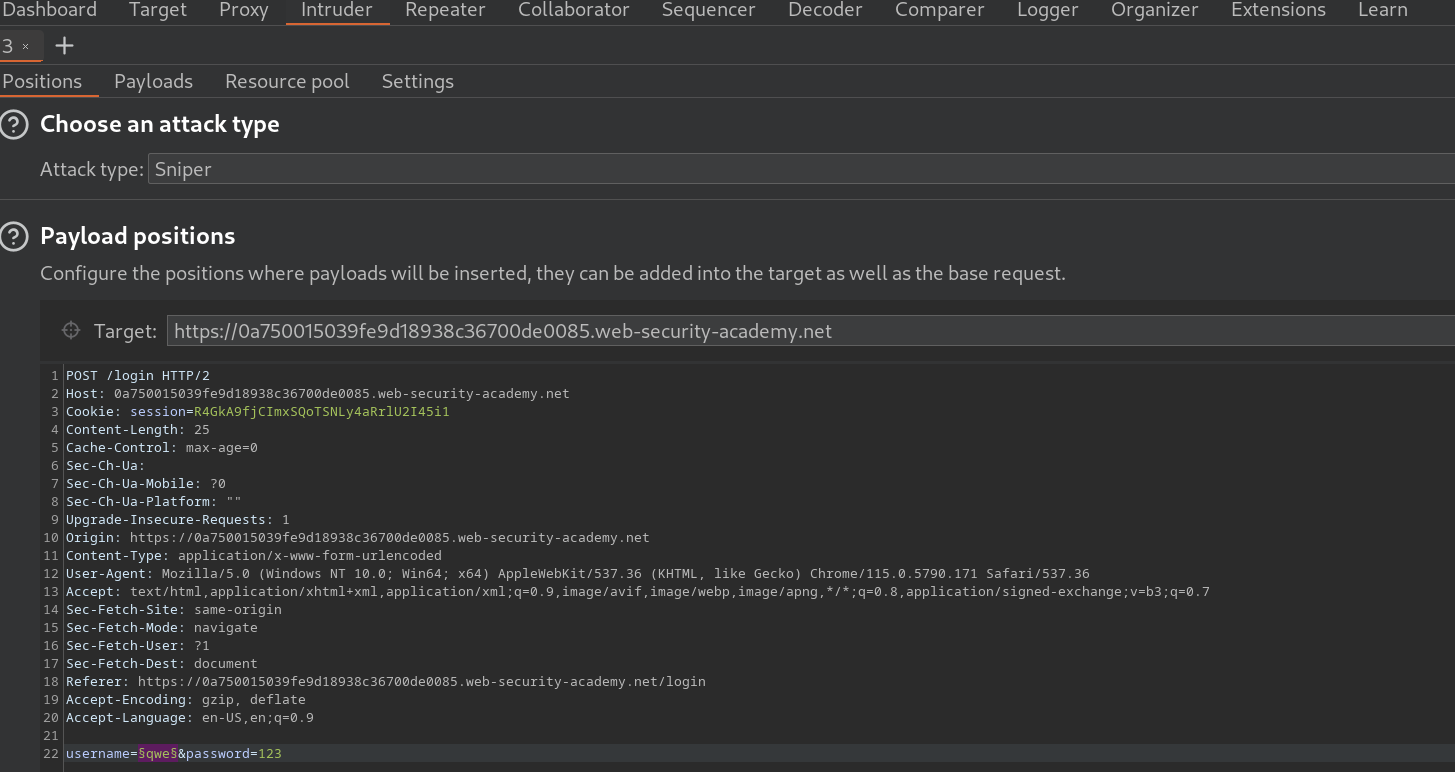 Dashboard Target Proxy Intruder Repeater Collaborator Sequencer Decoder Comparer Logger Organizer Extensions Learn
3 × +
Positions Payloads Resource pool Settings
? Choose an attack type
Attack type: Sniper
? Payload positions
Configure the positions where payloads will be inserted, they can be added into the target as well as the base request.
Target: https://0a750015039fe9d18938c36700de0085.web-security-academy.net
1 POST /login HTTP/2
2 Host: 0a750015039fe9d18938c36700de0085.web-security-academy.net
3 Cookie: session=R4GkA9fjCImxSQoTSNLy4aRrlU2I45i1
4 Content-Length: 25
5 Cache-Control: max-age=0
6 Sec-Ch-Ua:
7 Sec-Ch-Ua-Mobile: ?0
8 Sec-Ch-Ua-Platform: ""
9 Upgrade-Insecure-Requests: 1
10 Origin: https://0a750015039fe9d18938c36700de0085.web-security-academy.net
11 Content-Type: application/x-www-form-urlencoded
12 User-Agent: Mozilla/5.0 (Windows NT 10.0; Win64; x64) AppleWebKit/537.36 (KHTML, like Gecko) Chrome/115.0.5790.171 Safari/537.36
13 Accept: text/html,application/xhtml+xml,application/xml;q=0.9,image/avif,image/webp,image/apng,*/*;q=0.8,application/signed-exchange;v=b3;q=0.7
14 Sec-Fetch-Site: same-origin
15 Sec-Fetch-Mode: navigate
16 Sec-Fetch-User: ?1
17 Sec-Fetch-Dest: document
18 Referer: https://0a750015039fe9d18938c36700de0085.web-security-academy.net/login
19 Accept-Encoding: gzip, deflate
20 Accept-Language: en-US,en;q=0.9
21
22 username=§qwe§&password=123